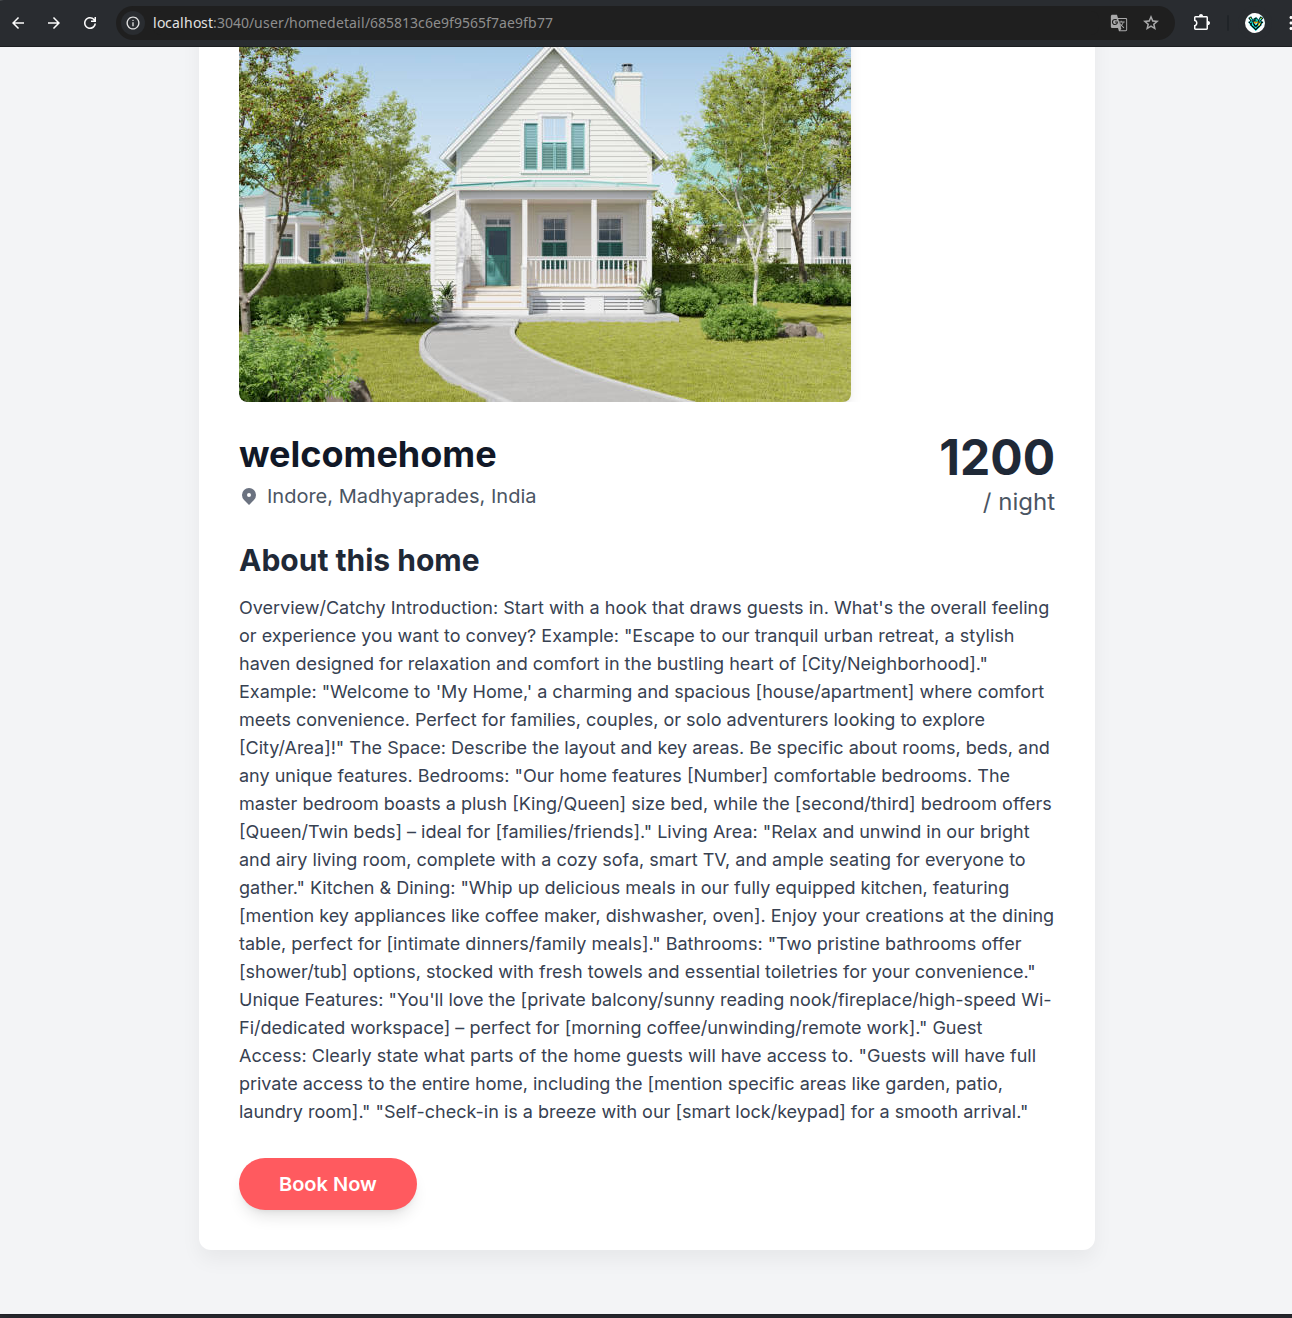 localhost:3040/user/homedetail/685813c6e9f9565f7ae9fb77
welcomehome
Indore, Madhyaprades, India
1200
/ night
About this home
Overview/Catchy Introduction: Start with a hook that draws guests in. What's the overall feeling
or experience you want to convey? Example: "Escape to our tranquil urban retreat, a stylish
haven designed for relaxation and comfort in the bustling heart of [City/Neighborhood]."
Example: "Welcome to 'My Home,' a charming and spacious [house/apartment] where comfort
meets convenience. Perfect for families, couples, or solo adventurers looking to explore
[City/Area]!" The Space: Describe the layout and key areas. Be specific about rooms, beds, and
any unique features. Bedrooms: "Our home features [Number] comfortable bedrooms. The
master bedroom boasts a plush [King/Queen] size bed, while the [second/third] bedroom offers
[Queen/Twin beds] – ideal for [families/friends]." Living Area: "Relax and unwind in our bright
and airy living room, complete with a cozy sofa, smart TV, and ample seating for everyone to
gather." Kitchen & Dining: "Whip up delicious meals in our fully equipped kitchen, featuring
[mention key appliances like coffee maker, dishwasher, oven]. Enjoy your creations at the dining
table, perfect for [intimate dinners/family meals]." Bathrooms: "Two pristine bathrooms offer
[shower/tub] options, stocked with fresh towels and essential toiletries for your convenience."
Unique Features: "You'll love the [private balcony/sunny reading nook/fireplace/high-speed Wi-
Fi/dedicated workspace] – perfect for [morning coffee/unwinding/remote work]." Guest
Access: Clearly state what parts of the home guests will have access to. "Guests will have full
private access to the entire home, including the [mention specific areas like garden, patio,
laundry room]." "Self-check-in is a breeze with our [smart lock/keypad] for a smooth arrival."
Book Now